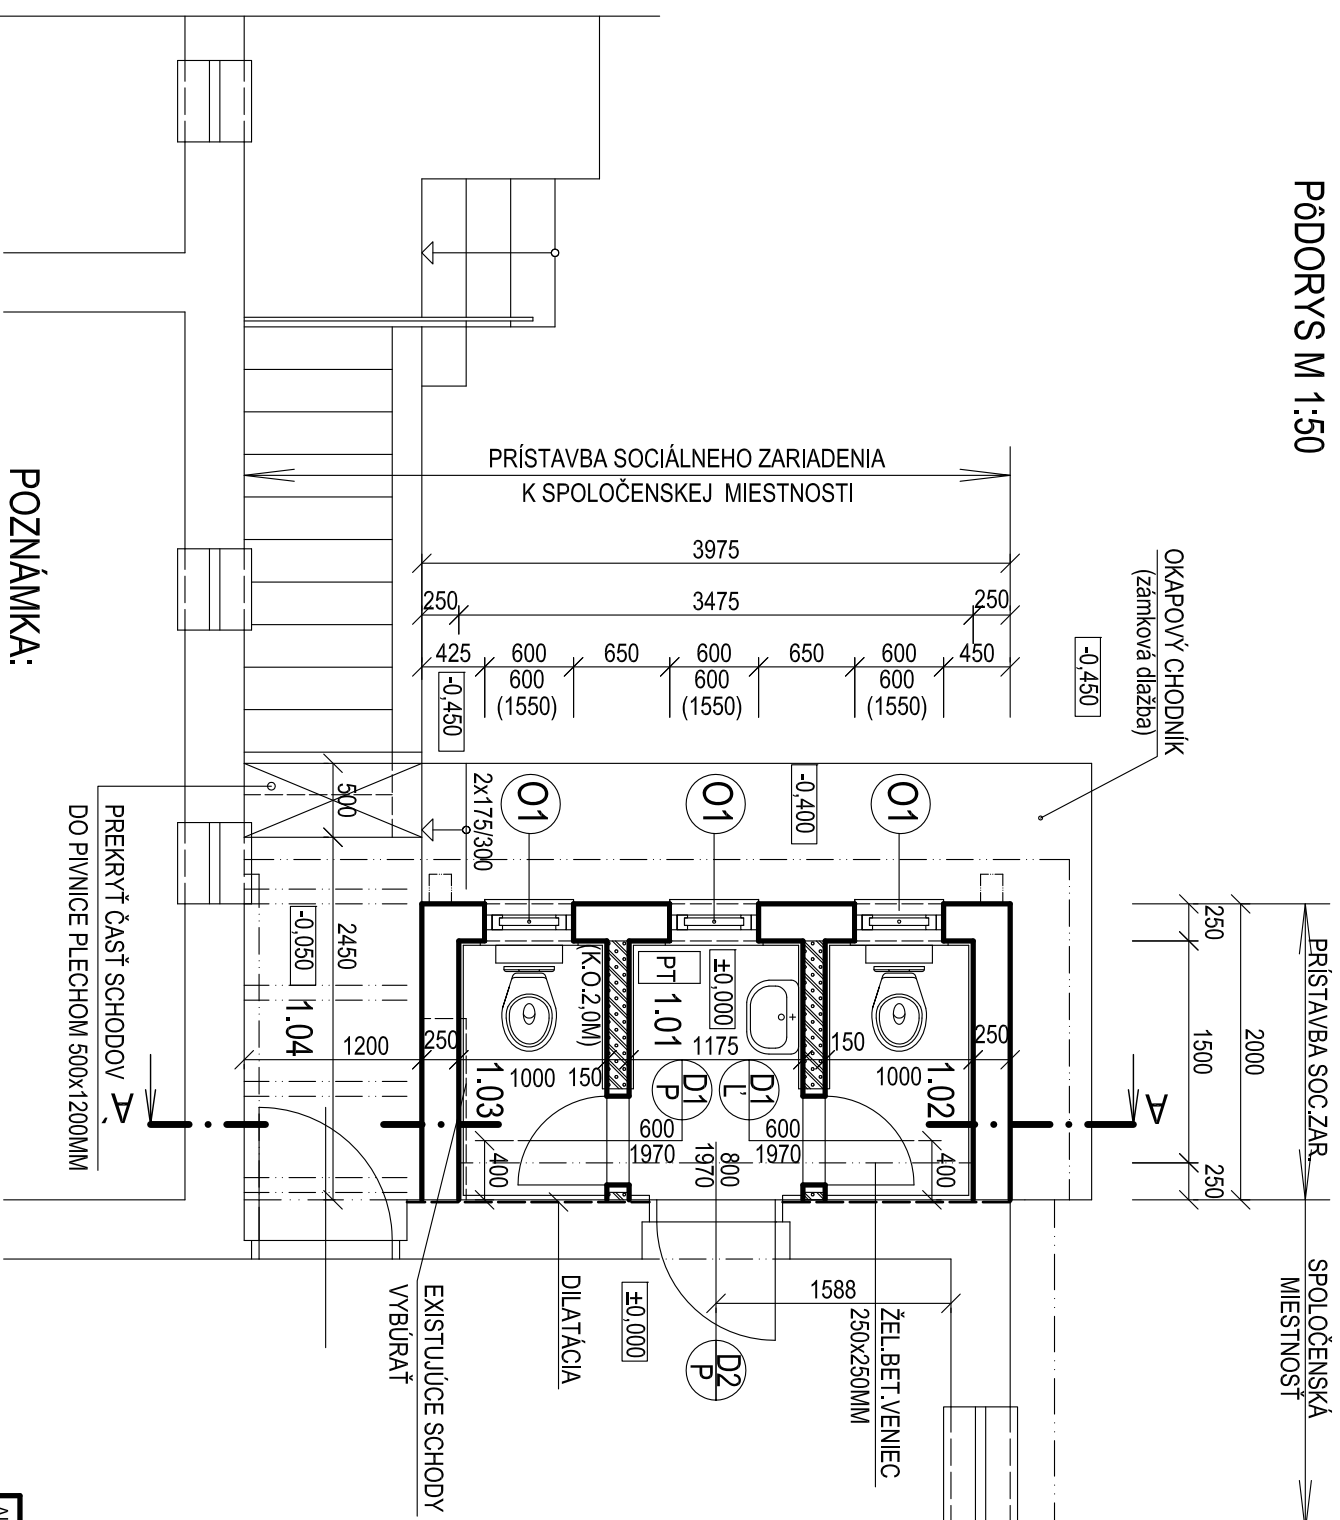 PôDORYS M 1:50
PRÍSTAVBA SOCIÁLNEHO ZARIADENIA
K SPOLOČENSKEJ MIESTNOSTI
3975
250
3475
250
425
600
650
600
650
600
450
600
(1550)
600
(1550)
600
(1550)
-0,450
-0,450
OKAPOVÝ CHODNÍK
(zámková dlažba)
-0,400
O1
O1
O1
2x175/300
500
PRÍSTAVBA SOC.ZAR.
SPOLOČENSKÁ
MIESTNOSŤ
2000
250
1500
250
2450
-0,050
1.04
1200
250
1000
150
1175
150
1000
250
(K.O.2,0M)
PT
1.01
±0,000
1.02
1.03
D1
P
D1
Ľ
600
1970
800
1970
600
1970
400
400
A
A´
1588
D2
P
±0,000
ŽEL.BET.VENIEC
250x250MM
DILATÁCIA
EXISTUJÚCE SCHODY
VYBÚRAŤ
PREKRYŤ ČASŤ SCHODOV
DO PIVNICE PLECHOM 500x1200MM
POZNÁMKA: